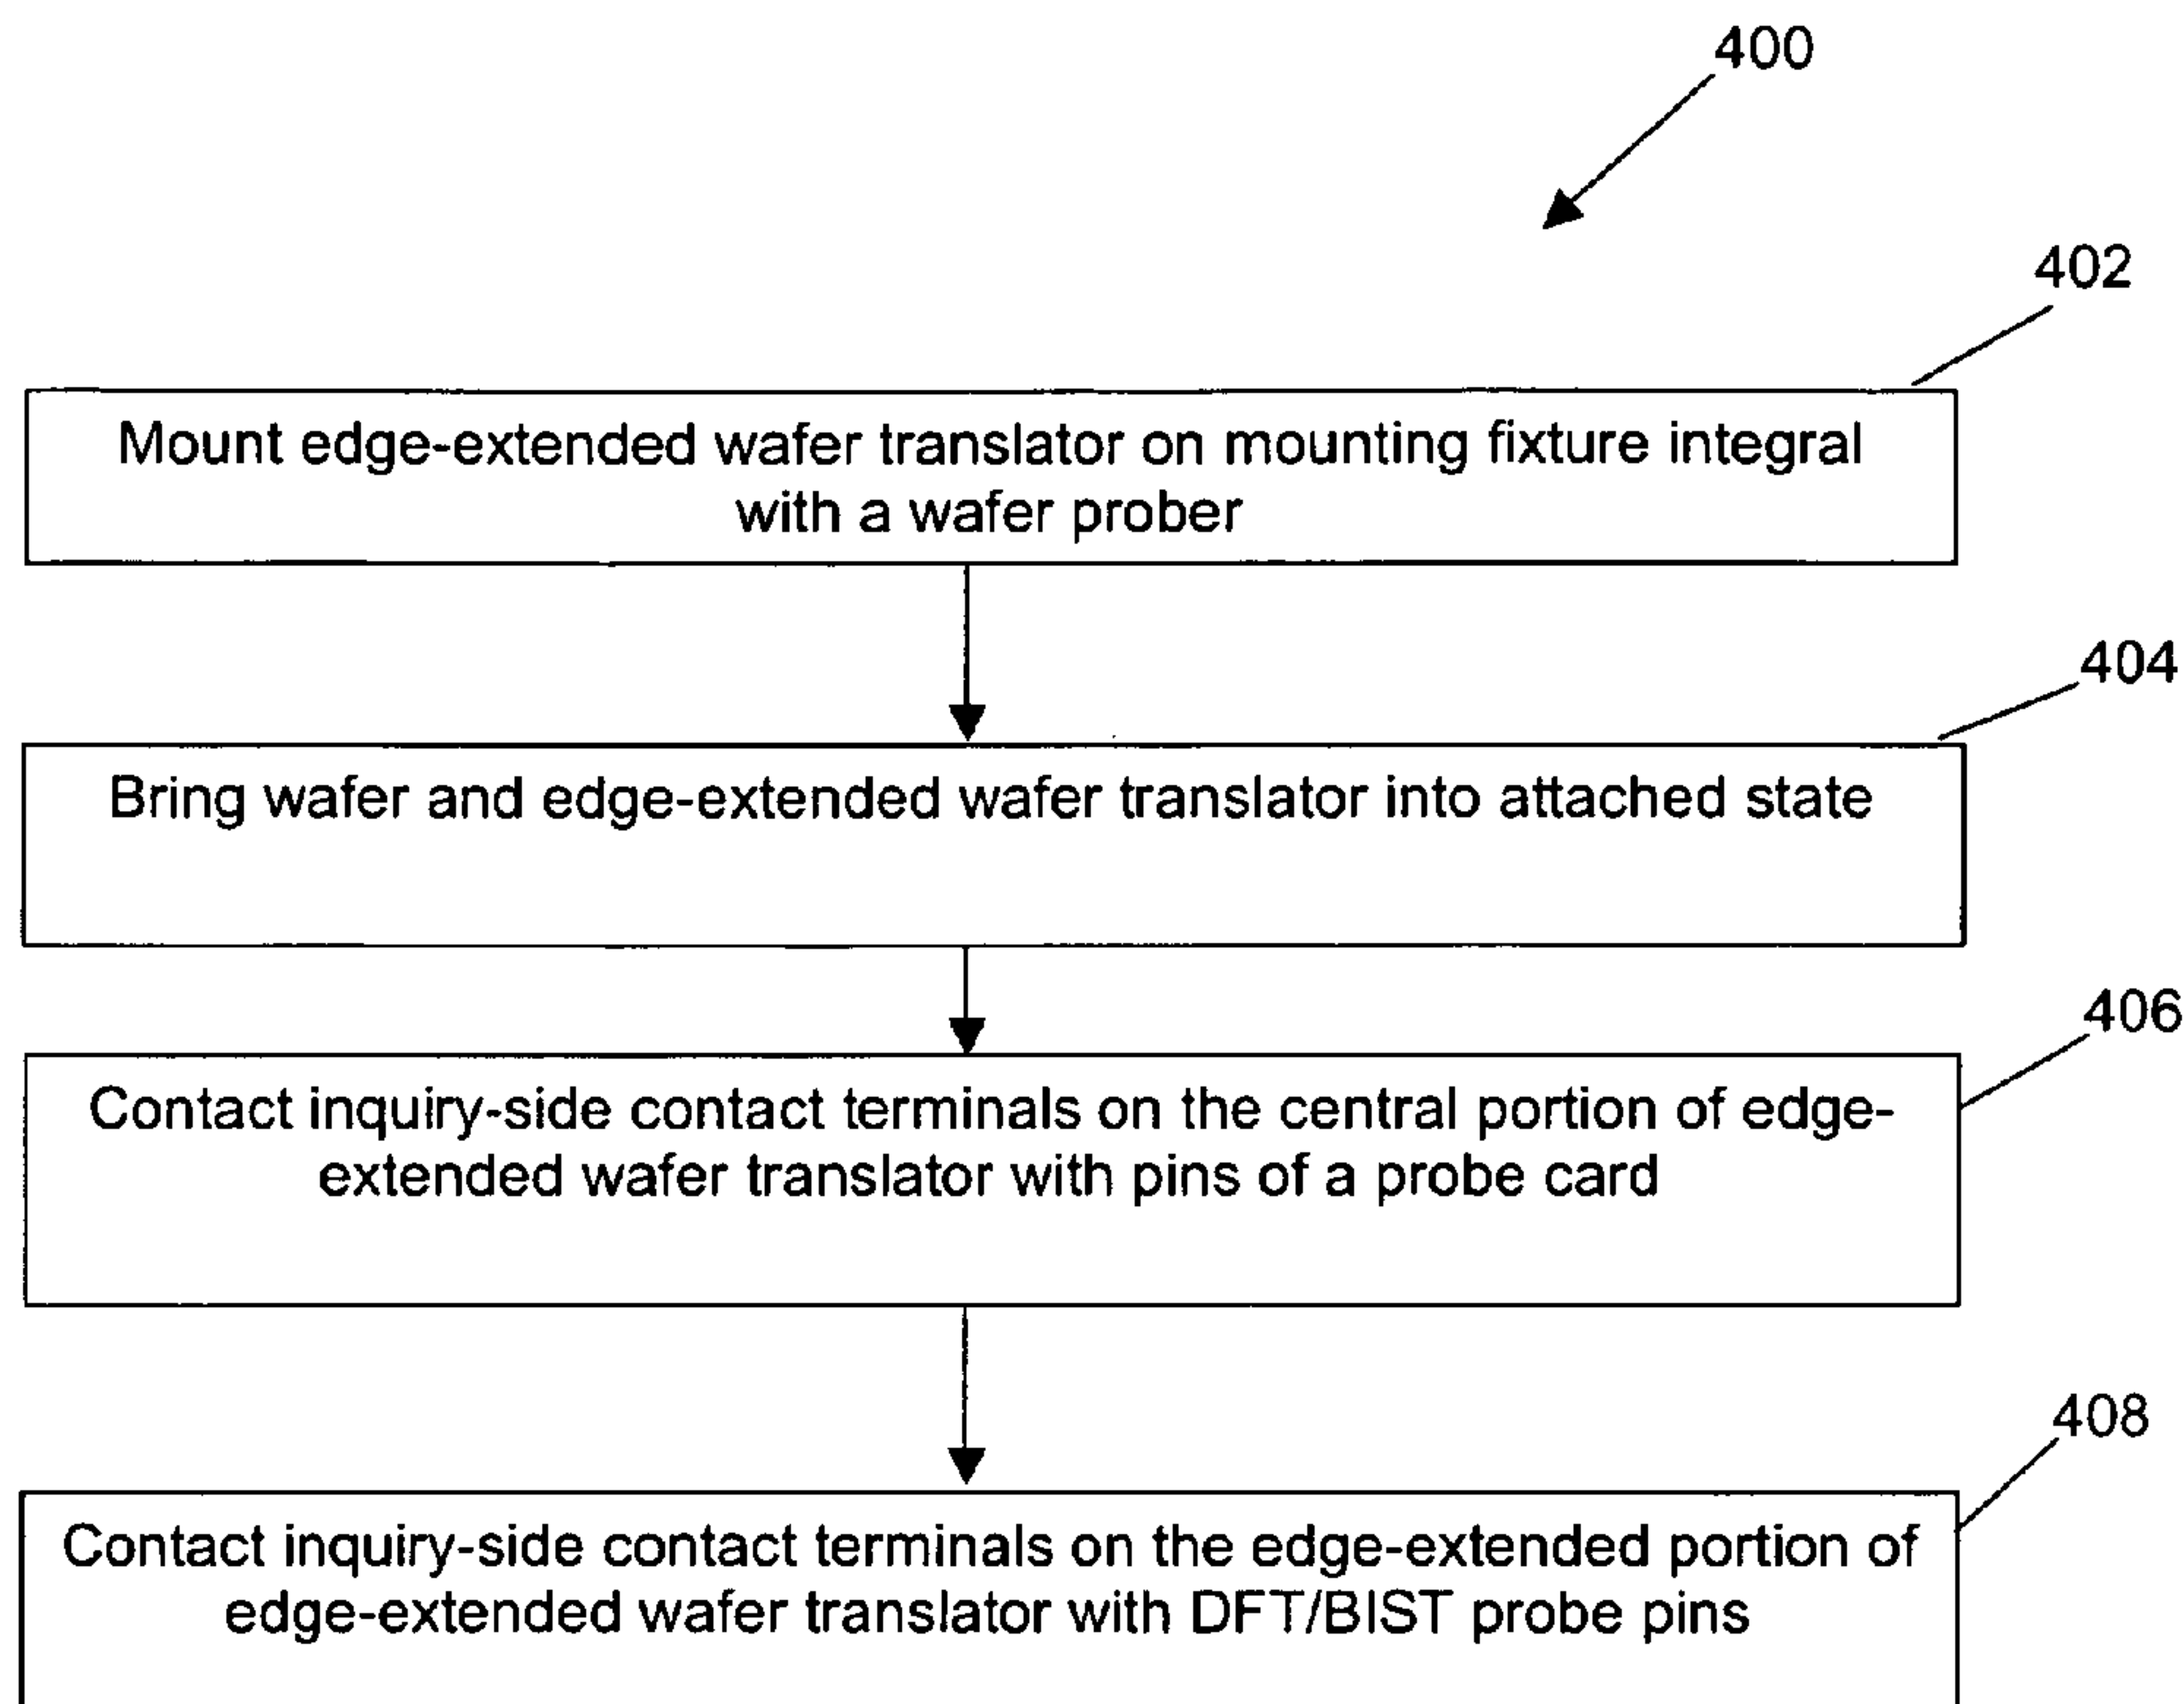 400
402
Mount edge-extended wafer translator on mounting fixture integral
with a wafer prober
404
Bring wafer and edge-extended wafer translator into attached state
406
Contact inquiry-side contact terminals on the central portion of edge-
extended wafer translator with pins of a probe card
408
Contact inquiry-side contact terminals on the edge-extended portion of
edge-extended wafer translator with DFT/BIST probe pins